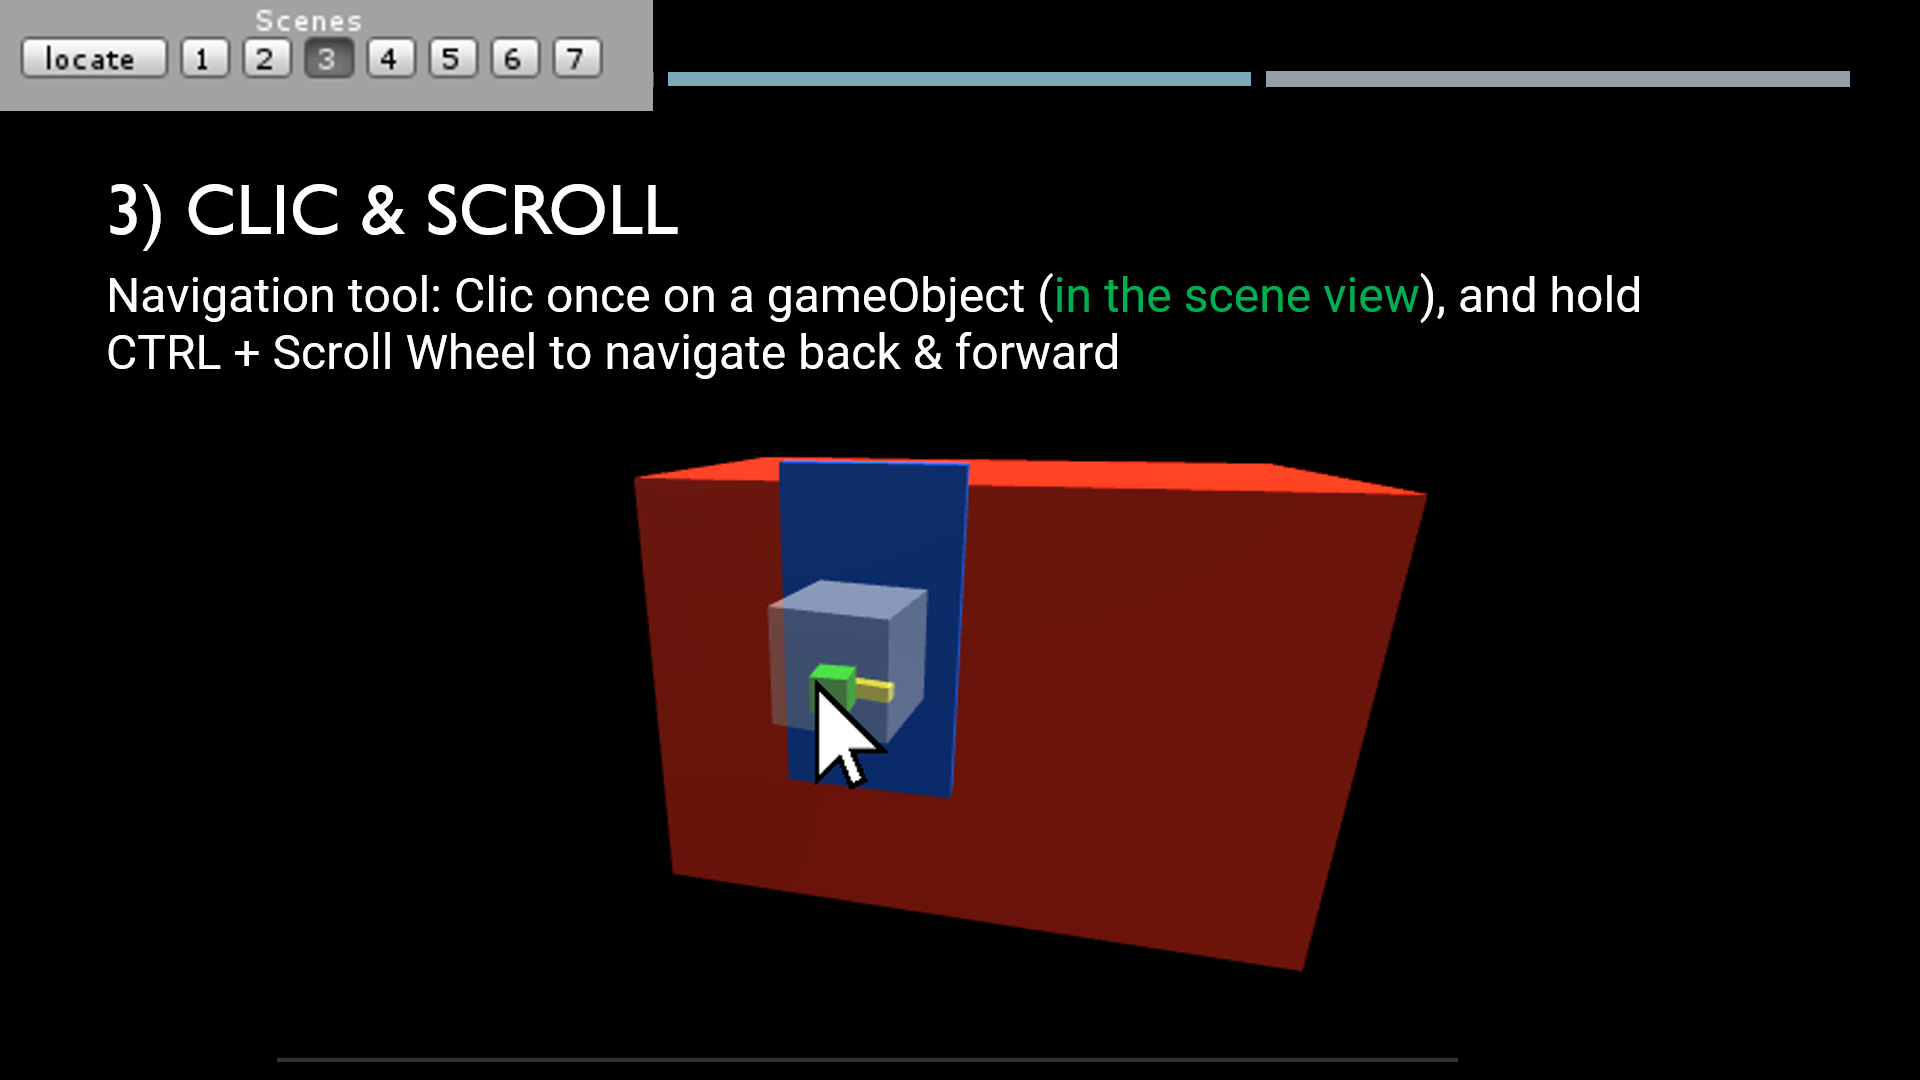 Scenes
locate 1 2 3 4 5 6 7
3) CLIC & SCROLL
Navigation tool: Clic once on a gameObject (in the scene view), and hold
CTRL + Scroll Wheel to navigate back & forward